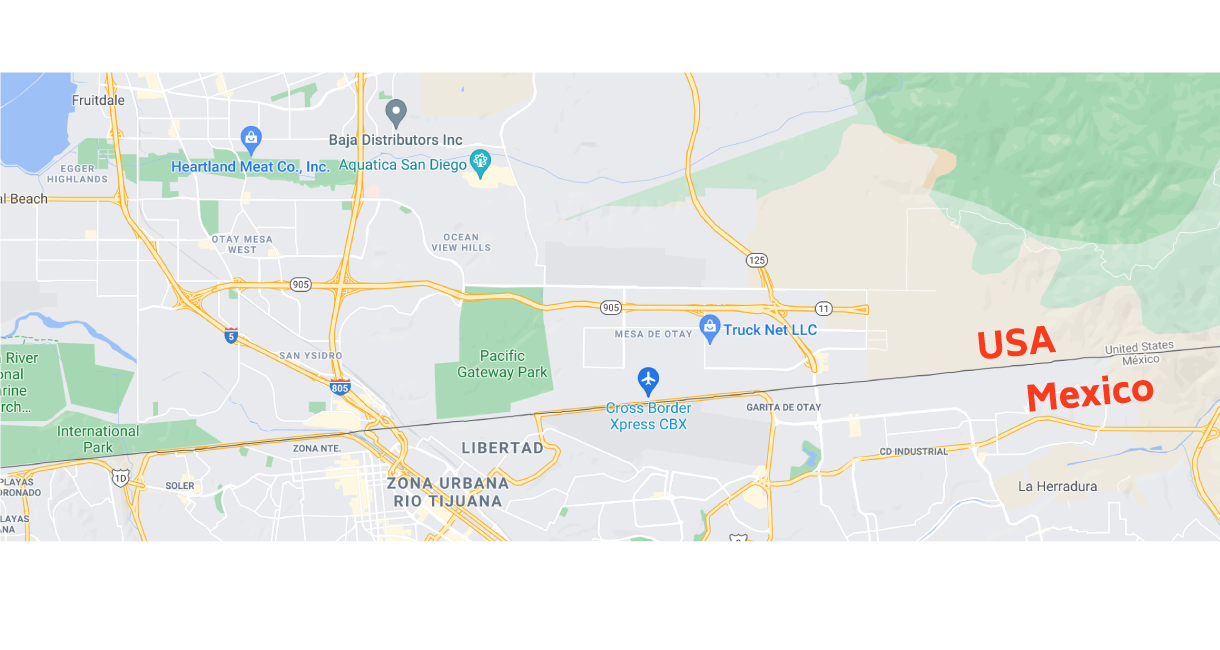 Fruitdale
Baja Distributors Inc
Heartland Meat Co., Inc.
Aquatica San Diego
EGGER
HIGHLANDS
al Beach
OTAY MESA
WEST
OCEAN
VIEW HILLS
125
905
905
11
5
MESA DE OTAY
Truck Net LLC
USA
United States
México
SAN YSIDRO
Pacific
Gateway Park
River
onal
arine
rch...
805
Mexico
Cross Border
Xpress CBX
GARITA DE OTAY
International
Park
ZONA NTE.
LIBERTAD
CD INDUSTRIAL
1D
PLAYAS
ORONADO
SOLER
ZONA URBANA
RIO TIJUANA
La Herradura
LAYAS
NA